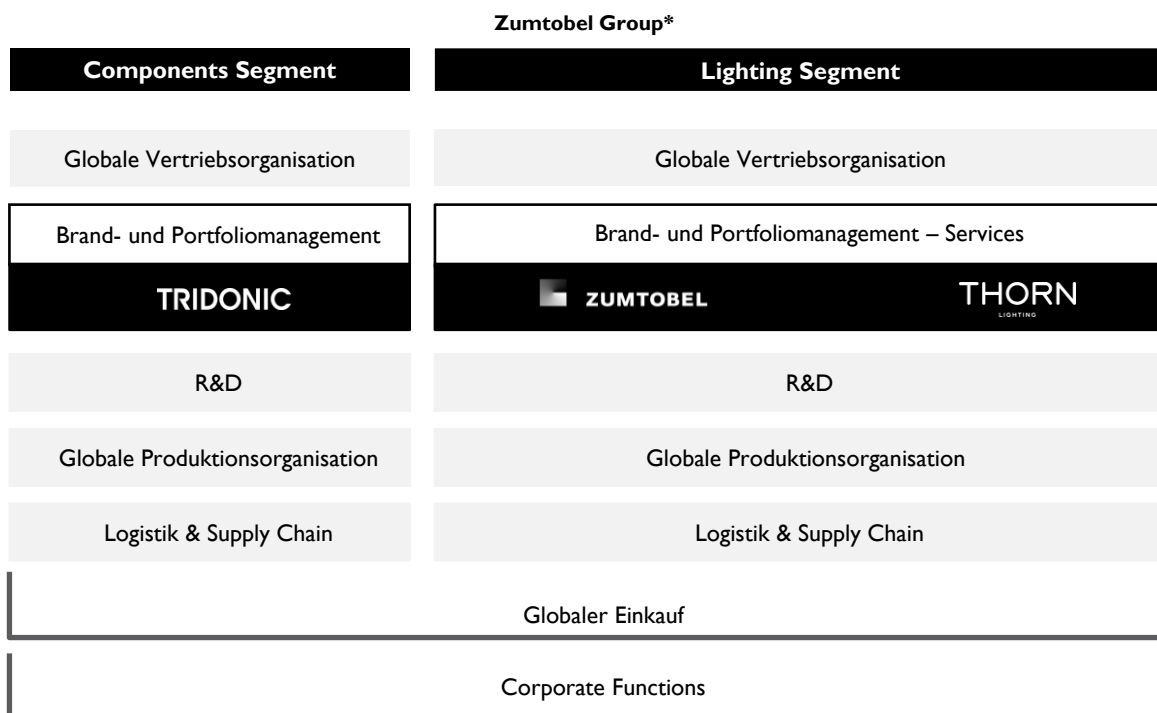 Zumtobel Group*
Components Segment
Lighting Segment
Globale Vertriebsorganisation
Globale Vertriebsorganisation
Brand- und Portfoliomanagement
Brand- und Portfoliomanagement – Services
TRIDONIC
ZUMTOBEL
THORN
LIGHTING
R&D
R&D
Globale Produktionsorganisation
Globale Produktionsorganisation
Logistik & Supply Chain
Logistik & Supply Chain
Globaler Einkauf
Corporate Functions